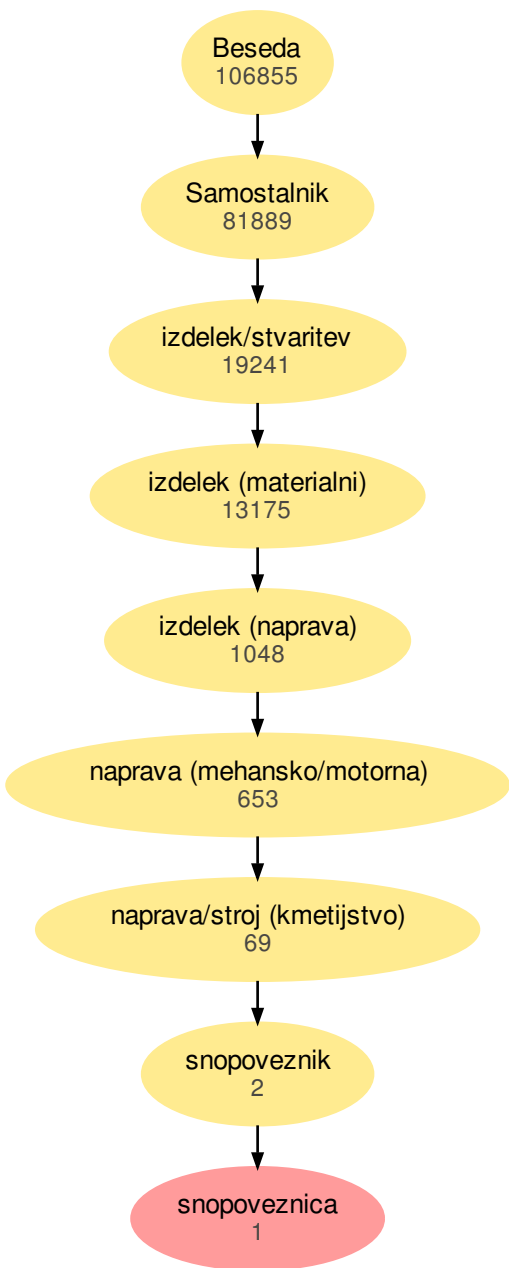 Beseda
106855
Samostalnik
81889
izdelek/stvaritev
19241
izdelek (materialni)
13175
izdelek (naprava)
1048
naprava (mehansko/motorna)
653
naprava/stroj (kmetijstvo)
69
snopoveznik
2
snopoveznica
1